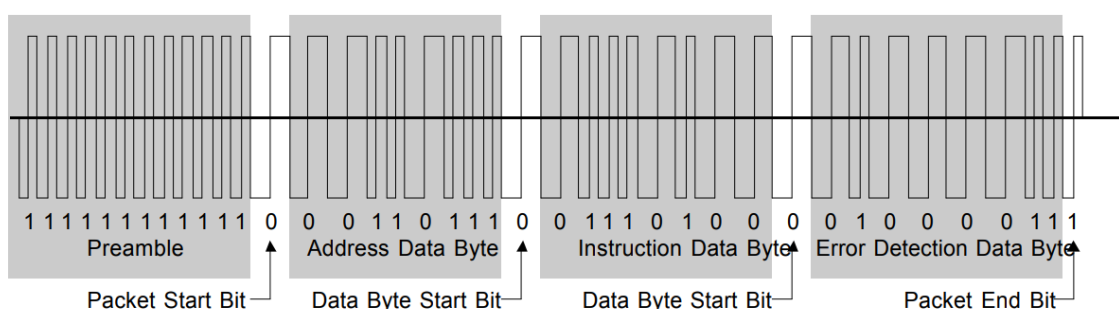 1 1 1 1 1 1 1 1 1 1 1 1 0 0 0 1 1 0 1 1 1 0 0 1 1 1 0 1 0 0 0 0 1 0 0 0 0 1 1 1
Preamble Address Data Byte Instruction Data Byte Error Detection Data Byte
Packet Start Bit Data Byte Start Bit Data Byte Start Bit Packet End Bit